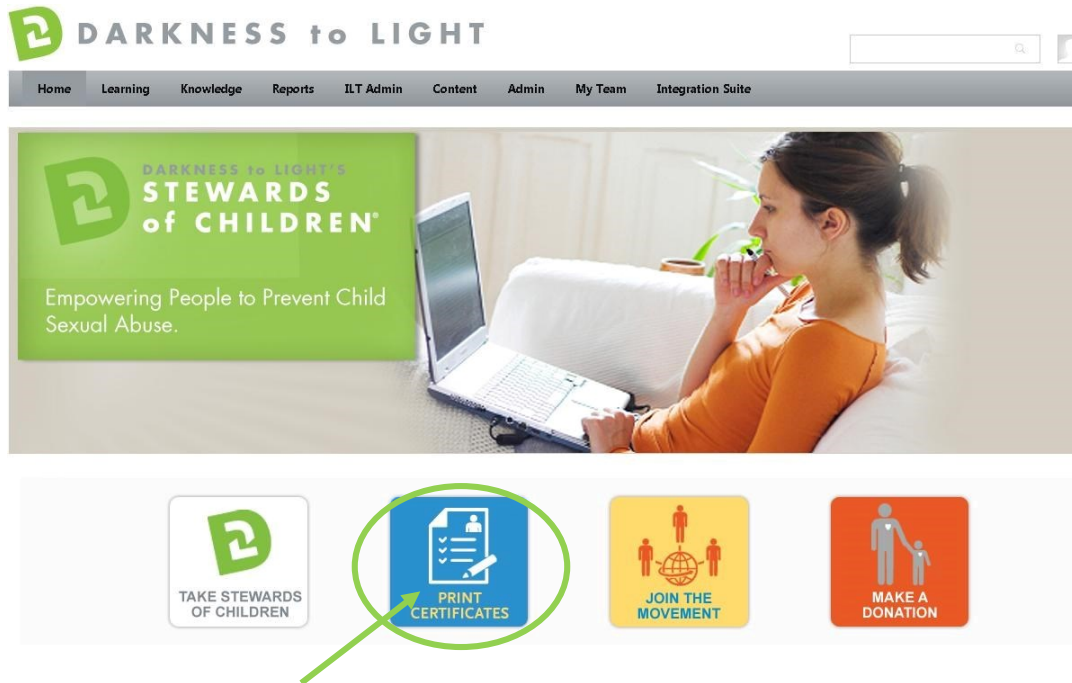 DARKNESS to LIGHT
Home Learning Knowledge Reports ILT Admin Content Admin My Team Integration Suite
DARKNESS to LIGHT'S
STEWARDS
of CHILDREN®
Empowering People to Prevent Child
Sexual Abuse.
TAKE STEWARDS
OF CHILDREN
PRINT
CERTIFICATES
JOIN THE
MOVEMENT
MAKE A
DONATION